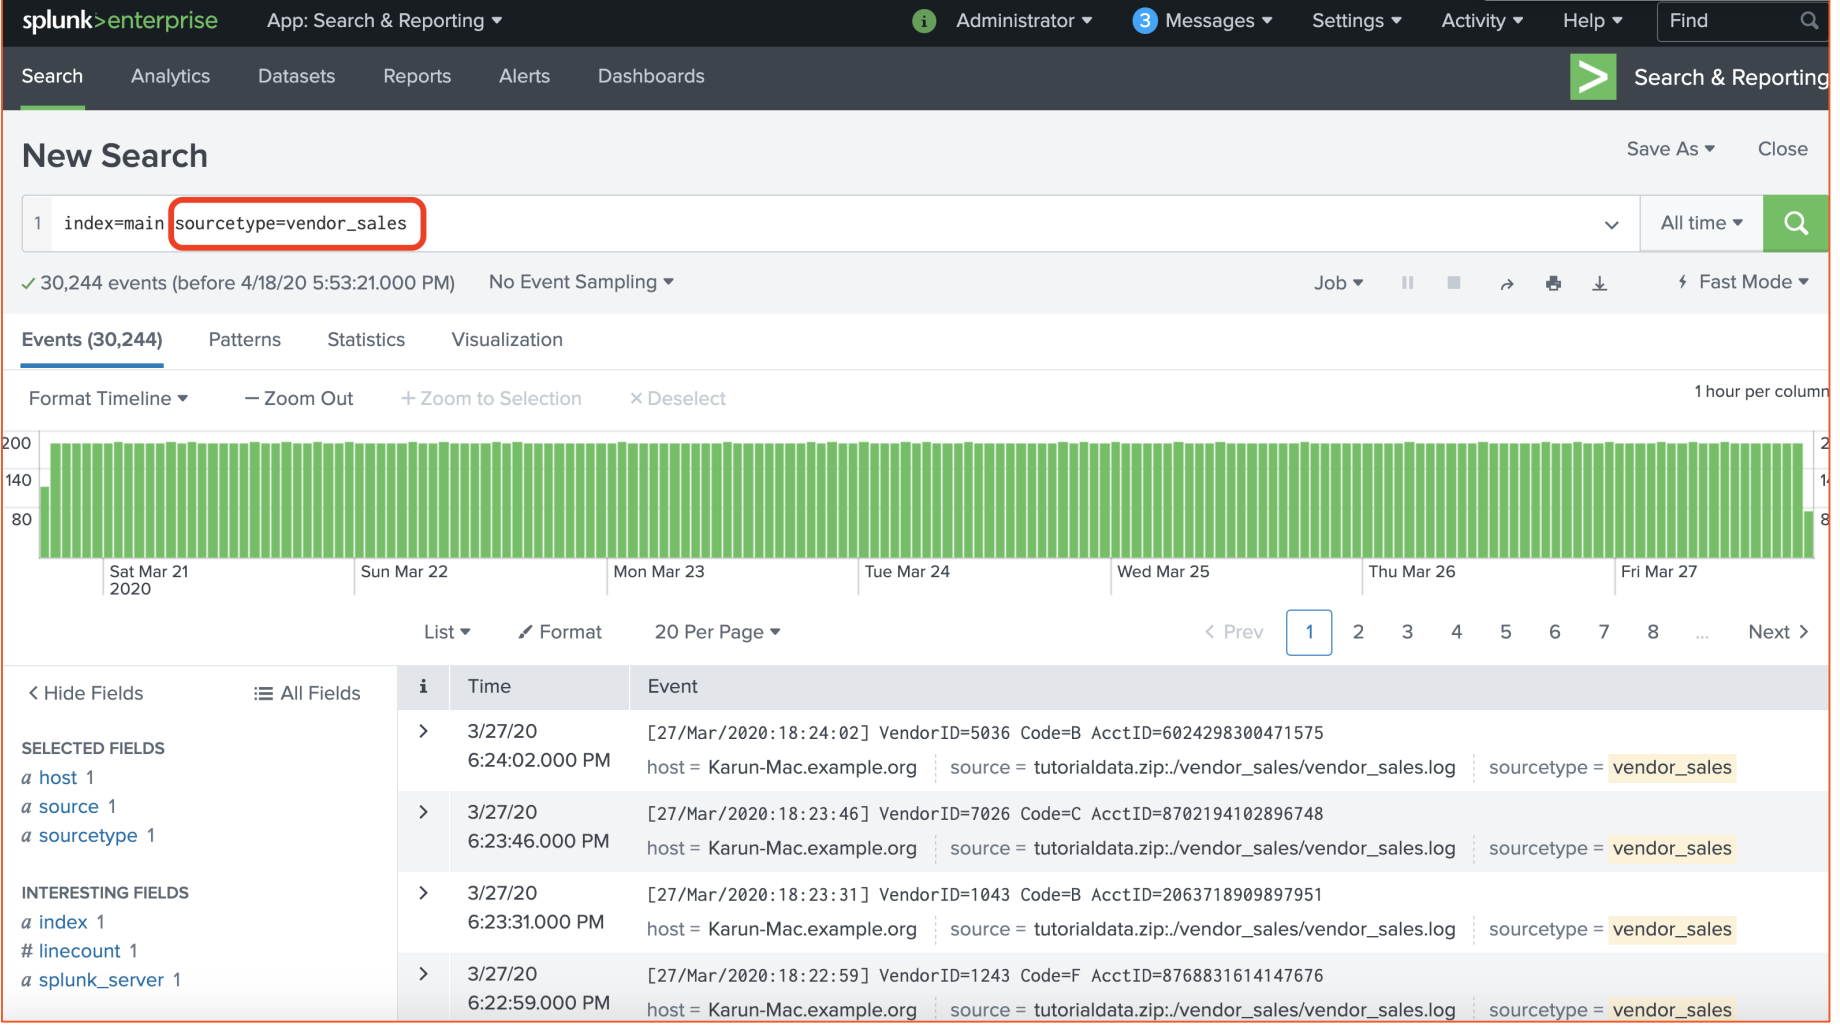 splunk>enterprise App: Search & Reporting i Administrator 3 Messages Settings Activity Help Find
Search Analytics Datasets Reports Alerts Dashboards Search & Reporting
New Search Save As Close
1 index=main sourcetype=vendor_sales All time
30,244 events (before 4/18/20 5:53:21.000 PM) No Event Sampling Job Fast Mode
Events (30,244) Patterns Statistics Visualization
Format Timeline — Zoom Out + Zoom to Selection × Deselect 1 hour per column
200 2
140 14
80 8
Sat Mar 21 Sun Mar 22 Mon Mar 23 Tue Mar 24 Wed Mar 25 Thu Mar 26 Fri Mar 27
2020
List Format 20 Per Page < Prev 1 2 3 4 5 6 7 8 ... Next >
< Hide Fields All Fields i Time Event
SELECTED FIELDS
a host 1
a source 1
a sourcetype 1
INTERESTING FIELDS
a index 1
# linecount 1
a splunk_server 1
> 3/27/20 [27/Mar/2020:18:24:02] VendorID=5036 Code=B AcctID=6024298300471575
6:24:02.000 PM host = Karun-Mac.example.org source = tutorialdata.zip:./vendor_sales/vendor_sales.log sourcetype = vendor_sales
> 3/27/20 [27/Mar/2020:18:23:46] VendorID=7026 Code=C AcctID=8702194102896748
6:23:46.000 PM host = Karun-Mac.example.org source = tutorialdata.zip:./vendor_sales/vendor_sales.log sourcetype = vendor_sales
> 3/27/20 [27/Mar/2020:18:23:31] VendorID=1043 Code=B AcctID=2063718909897951
6:23:31.000 PM host = Karun-Mac.example.org source = tutorialdata.zip:./vendor_sales/vendor_sales.log sourcetype = vendor_sales
> 3/27/20 [27/Mar/2020:18:22:59] VendorID=1243 Code=F AcctID=8768831614147676
6:22:59.000 PM host = Karun-Mac.example.org source = tutorialdata.zip:./vendor_sales/vendor_sales.log sourcetype = vendor_sales